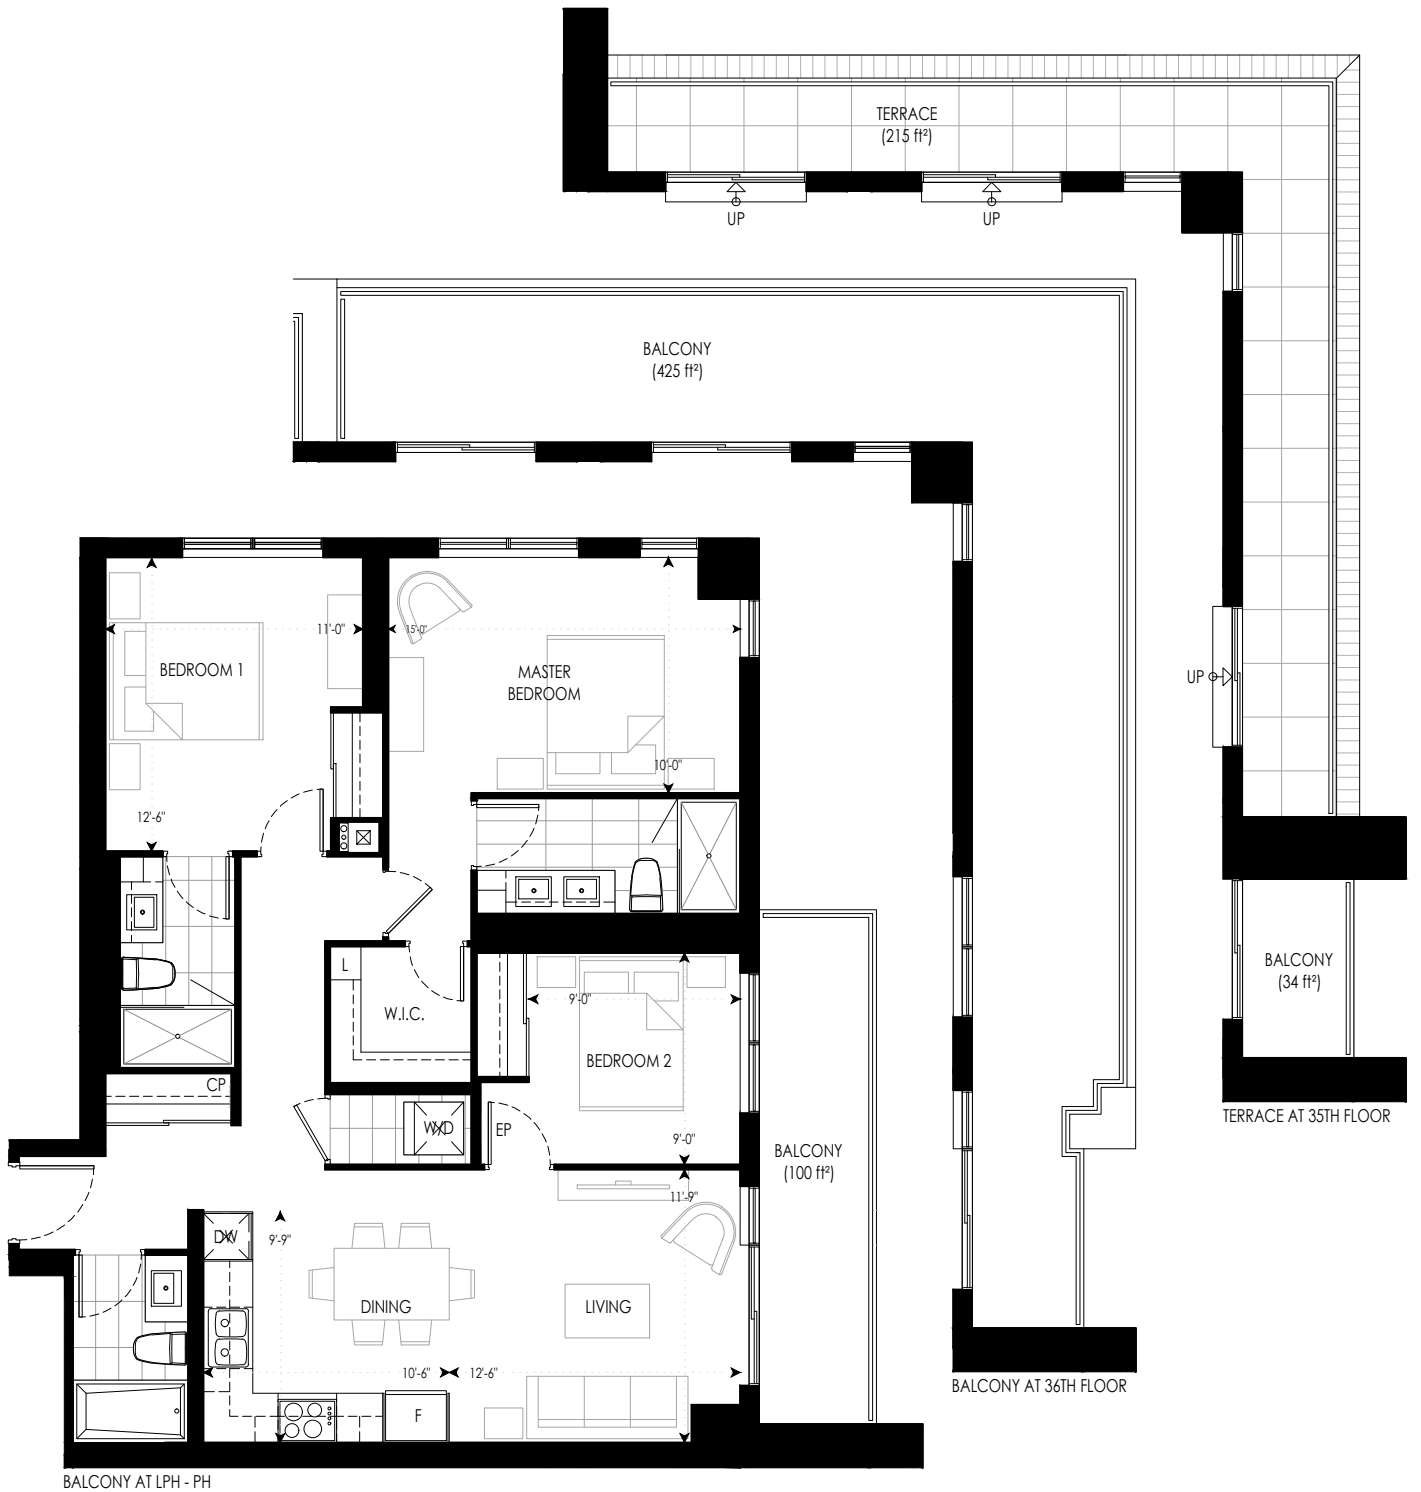 TERRACE
(215 ft²)
UP
UP
BALCONY
(425 ft²)
11'-0"
15'-0"
BEDROOM 1
MASTER
BEDROOM
UP
10'-0"
12'-6"
L
W.I.C.
9'-0"
BALCONY
(34 ft²)
BEDROOM 2
CP
TERRACE AT 35TH FLOOR
W/D
EP
9'-0"
BALCONY
(100 ft²)
11'-9"
DW
9'-9"
DINING
LIVING
10'-6"
12'-6"
BALCONY AT 36TH FLOOR
F
BALCONY AT LPH - PH